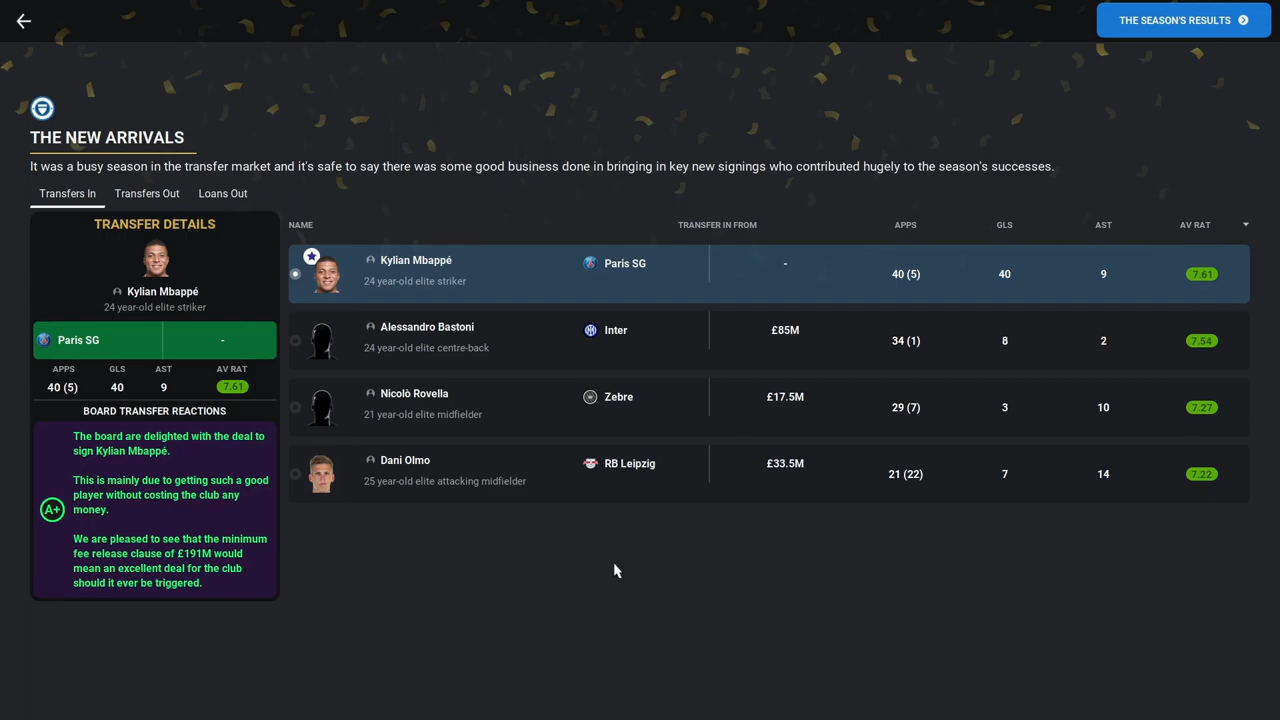 THE SEASON'S RESULTS
THE NEW ARRIVALS
It was a busy season in the transfer market and it's safe to say there was some good business done in bringing in key new signings who contributed hugely to the season's successes.
Transfers In Transfers Out Loans Out
TRANSFER DETAILS
Kylian Mbappé
24 year-old elite striker
Paris SG -
APPS GLS AST AV RAT
40 (5) 40 9 7.61
BOARD TRANSFER REACTIONS
A+
The board are delighted with the deal to
sign Kylian Mbappé.
This is mainly due to getting such a good
player without costing the club any
money.
We are pleased to see that the minimum
fee release clause of £191M would
mean an excellent deal for the club
should it ever be triggered.
NAME TRANSFER IN FROM APPS GLS AST AV RAT
Kylian Mbappé Paris SG - 40 (5) 40 9 7.61
24 year-old elite striker
Alessandro Bastoni Inter £85M 34 (1) 8 2 7.54
24 year-old elite centre-back
Nicolò Rovella Zebre £17.5M 29 (7) 3 10 7.27
21 year-old elite midfielder
Dani Olmo RB Leipzig £33.5M 21 (22) 7 14 7.22
25 year-old elite attacking midfielder